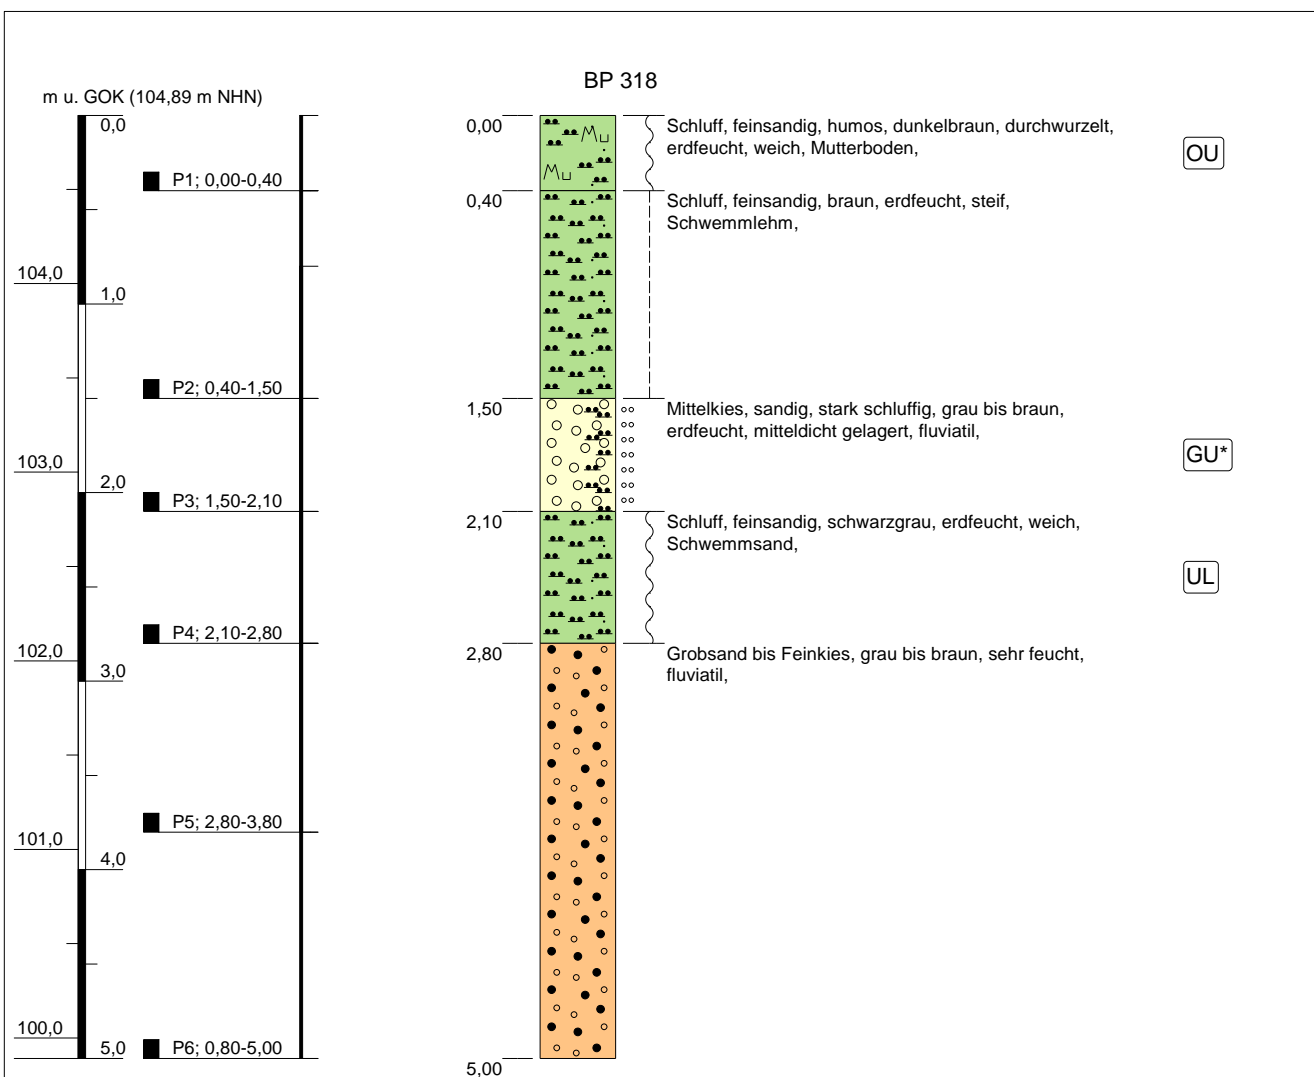 BP 318
m u. GOK (104,89 m NHN)
0,0
0,00
Schluff, feinsandig, humos, dunkelbraun, durchwurzelt,
erdfeucht, weich, Mutterboden,
OU
P1; 0,00-0,40
0,40
Schluff, feinsandig, braun, erdfeucht, steif,
Schwemmlehm,
104,0
1,0
P2; 0,40-1,50
1,50
Mittelkies, sandig, stark schluffig, grau bis braun,
erdfeucht, mitteldicht gelagert, fluviatil,
GU*
103,0
2,0
P3; 1,50-2,10
2,10
Schluff, feinsandig, schwarzgrau, erdfeucht, weich,
Schwemmsand,
UL
P4; 2,10-2,80
102,0
2,80
Grobsand bis Feinkies, grau bis braun, sehr feucht,
fluviatil,
3,0
P5; 2,80-3,80
101,0
4,0
100,0
5,0
P6; 0,80-5,00
5,00